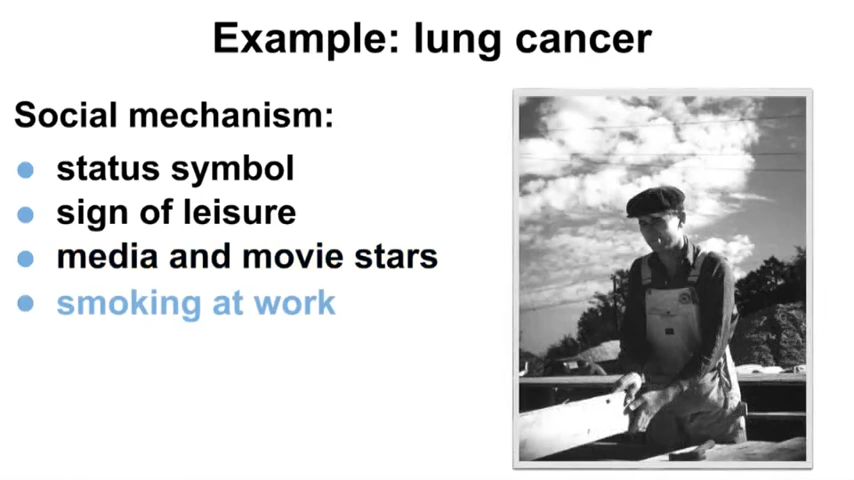 Example: lung cancer
Social mechanism:
status symbol
sign of leisure
media and movie stars
smoking at work